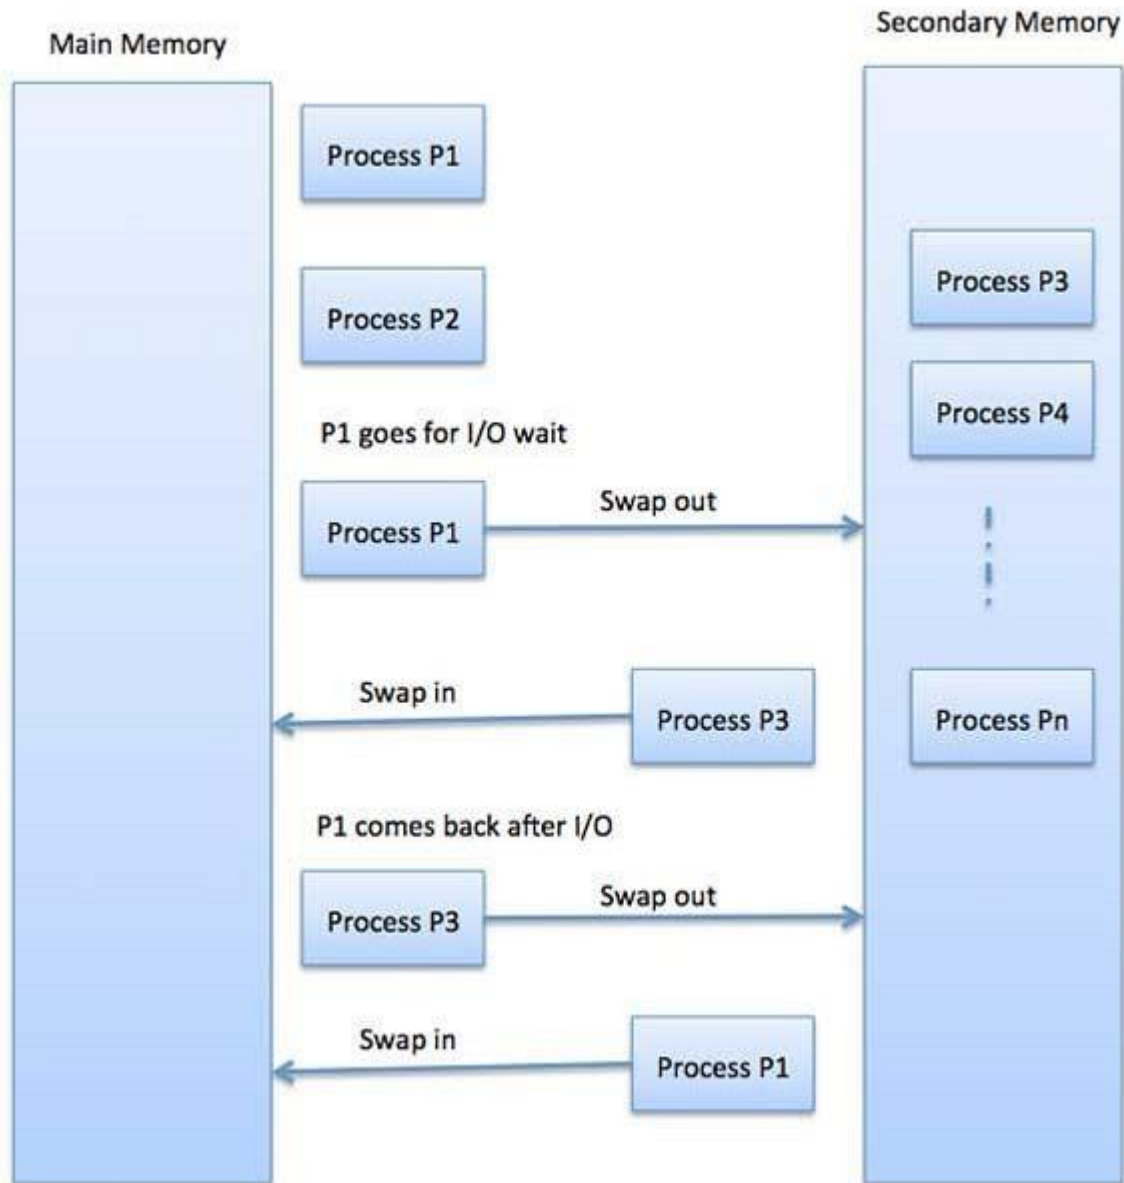 Main Memory
Secondary Memory
Process P1
Process P2
Process P3
Process P4
P1 goes for I/O wait
Process P1
Swap out
Swap in
Process P3
Process Pn
P1 comes back after I/O
Process P3
Swap out
Swap in
Process P1